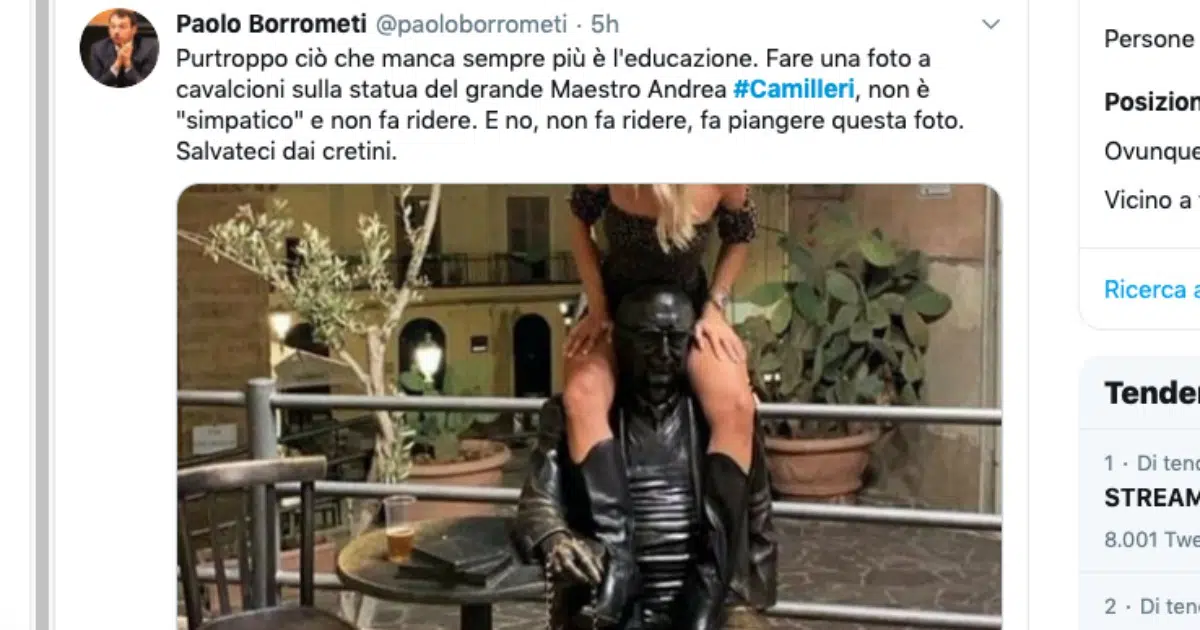 Paolo Borrometi @paoloborrometi · 5h
Purtroppo ciò che manca sempre più è l'educazione. Fare una foto a
cavalcioni sulla statua del grande Maestro Andrea #Camilleri, non è
"simpatico" e non fa ridere. E no, non fa ridere, fa piangere questa foto.
Salvateci dai cretini.
Persone
Posizion
Ovunque
Vicino a
Ricerca a
Tender
1 · Di tend
STREAM
8.001 Twe
2 · Di tend